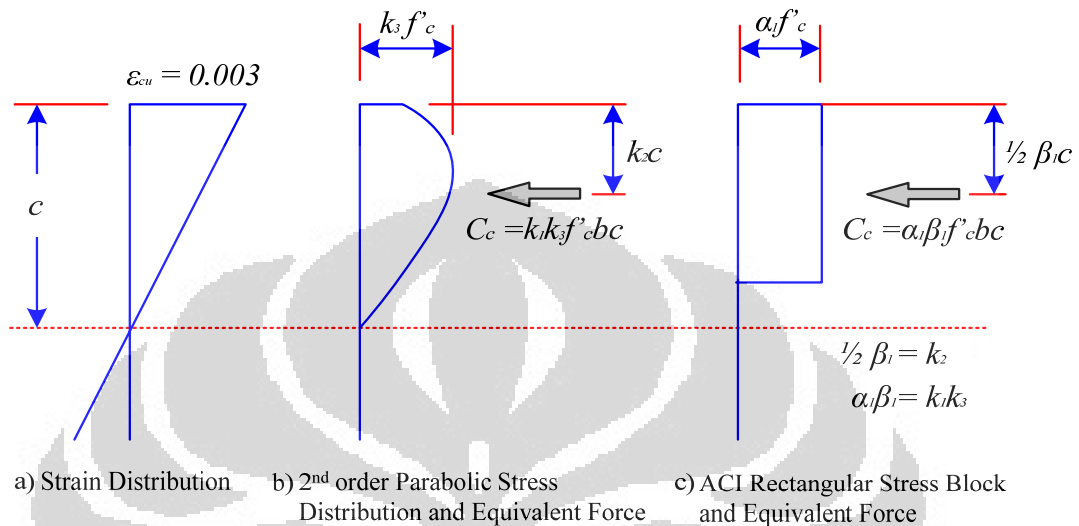 k₃ f'c
α₁f'c
εcu = 0.003
c
k₂c
½ β₁c
Cc =k₁k₃f'cbc
Cc =α₁β₁f'cbc
½ β₁= k₂
α₁β₁= k₁k₃
a) Strain Distribution
b) 2nd order Parabolic Stress
Distribution and Equivalent Force
c) ACI Rectangular Stress Block
and Equivalent Force